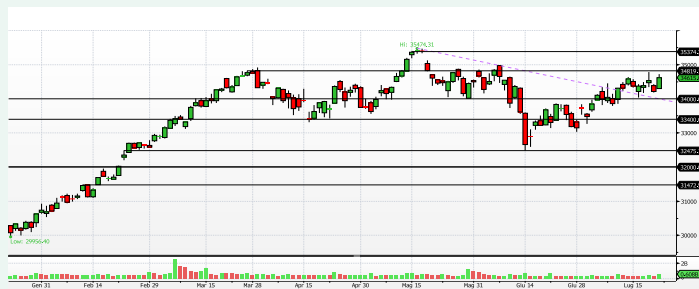 Hi: 35474.31
35374.
35000
34819.
34000.
33400.
33000
32475.
32000.
31472.
31000
30000
Low: 29956.40
2B
Gen 31
Feb 14
Feb 29
Mar 15
Mar 28
Apr 15
Apr 30
Mag 15
Mag 31
Giu 14
Giu 28
Lug 15